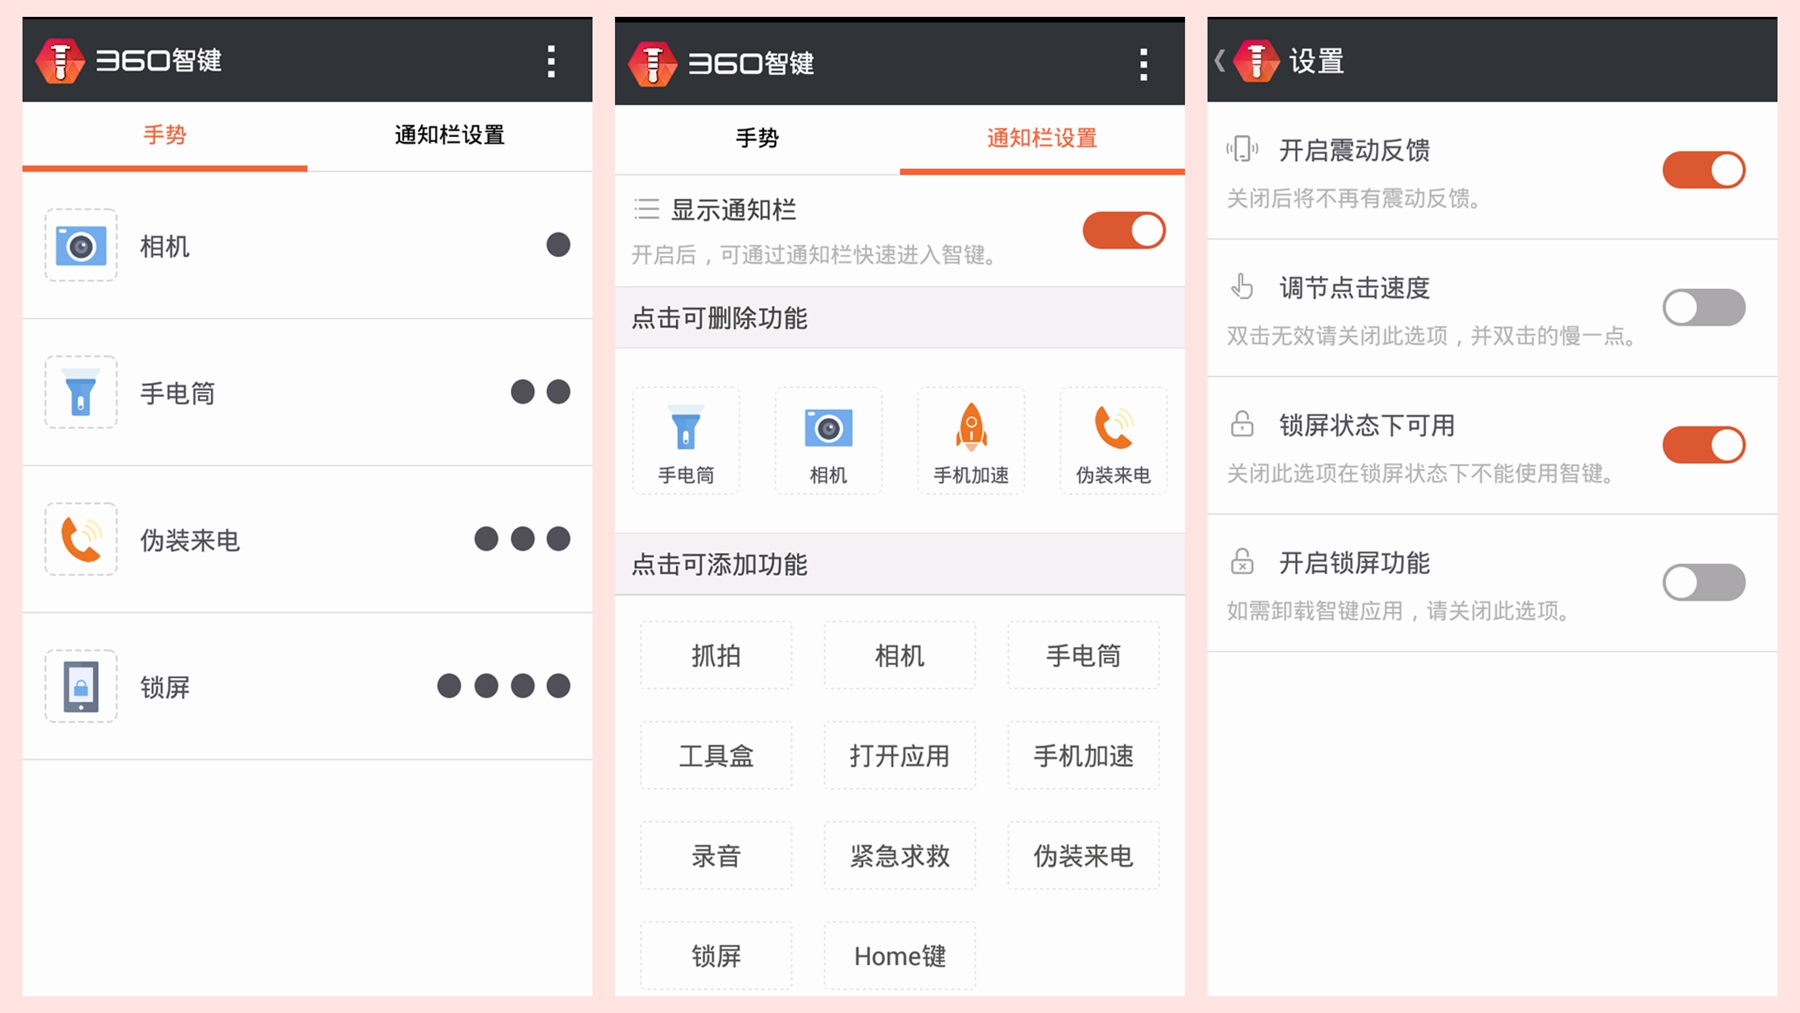 360智键
手势
通知栏设置
相机
手电筒
伪装来电
锁屏
360智键
手势
通知栏设置
显示通知栏
开启后，可通过通知栏快速进入智键。
点击可删除功能
手电筒
相机
手机加速
伪装来电
点击可添加功能
抓拍
相机
手电筒
工具盒
打开应用
手机加速
录音
紧急求救
伪装来电
锁屏
Home键
设置
开启震动反馈
关闭后将不再有震动反馈。
调节点击速度
双击无效请关闭此选项，并双击的慢一点。
锁屏状态下可用
关闭此选项在锁屏状态下不能使用智键。
开启锁屏功能
如需卸载智键应用，请关闭此选项。